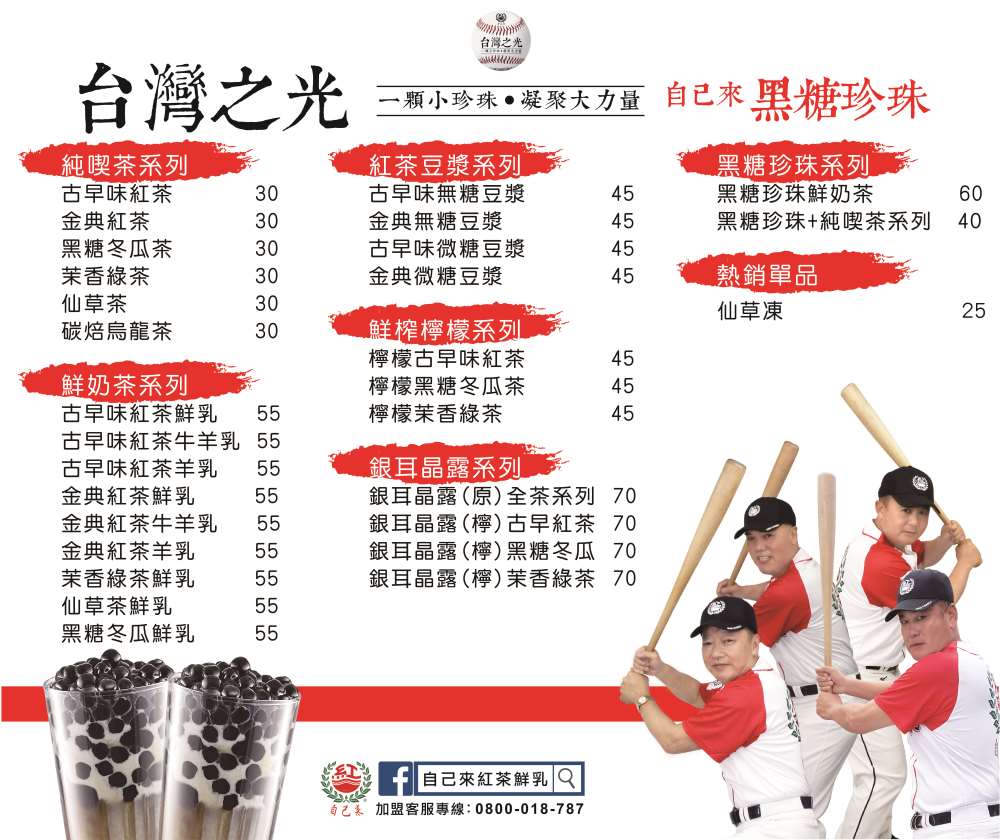 台灣之光
台灣之光
一顆小珍珠●凝聚大力量
自己來 黑糖珍珠
純喫茶系列
古早味紅茶 30
金典紅茶 30
黑糖冬瓜茶 30
茉香綠茶 30
仙草茶 30
碳焙烏龍茶 30
鮮奶茶系列
古早味紅茶鮮乳 55
古早味紅茶牛羊乳 55
古早味紅茶羊乳 55
金典紅茶鮮乳 55
金典紅茶牛羊乳 55
金典紅茶羊乳 55
茉香綠茶鮮乳 55
仙草茶鮮乳 55
黑糖冬瓜鮮乳 55
紅茶豆漿系列
古早味無糖豆漿 45
金典無糖豆漿 45
古早味微糖豆漿 45
金典微糖豆漿 45
鮮榨檸檬系列
檸檬古早味紅茶 45
檸檬黑糖冬瓜茶 45
檸檬茉香綠茶 45
銀耳晶露系列
銀耳晶露(原)全茶系列 70
銀耳晶露(檸)古早紅茶 70
銀耳晶露(檸)黑糖冬瓜 70
銀耳晶露(檸)茉香綠茶 70
黑糖珍珠系列
黑糖珍珠鮮奶茶 60
黑糖珍珠+純喫茶系列 40
熱銷單品
仙草凍 25
紅
自己來
f 自己來紅茶鮮乳
加盟客服專線:0800-018-787